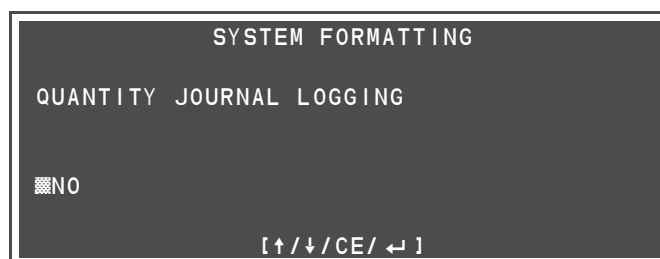 SYSTEM FORMATTING
QUANTITY JOURNAL LOGGING
▒NO
[↑/↓/CE/↵]